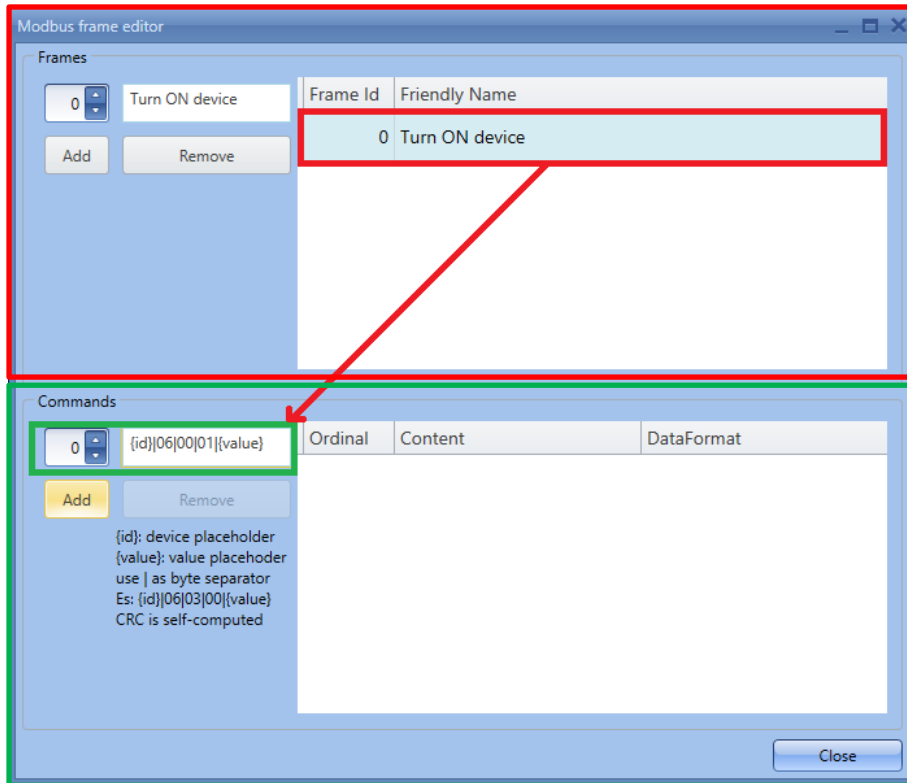 Modbus frame editor
Frames
0 Turn ON device
Add Remove
Frame Id Friendly Name
0 Turn ON device
Commands
0 {id}|06|00|01|{value}
Add Remove
{id}: device placeholder
{value}: value placehoder
use | as byte separator
Es: {id}|06|03|00|{value}
CRC is self-computed
Ordinal Content DataFormat
Close